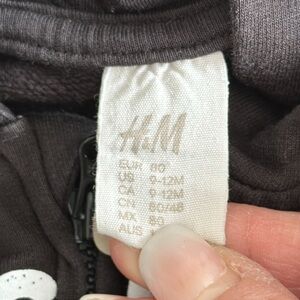 H&M
EUR 80
US 9-12M
CA 9-12M
CN 80/48
MX 80
AUS